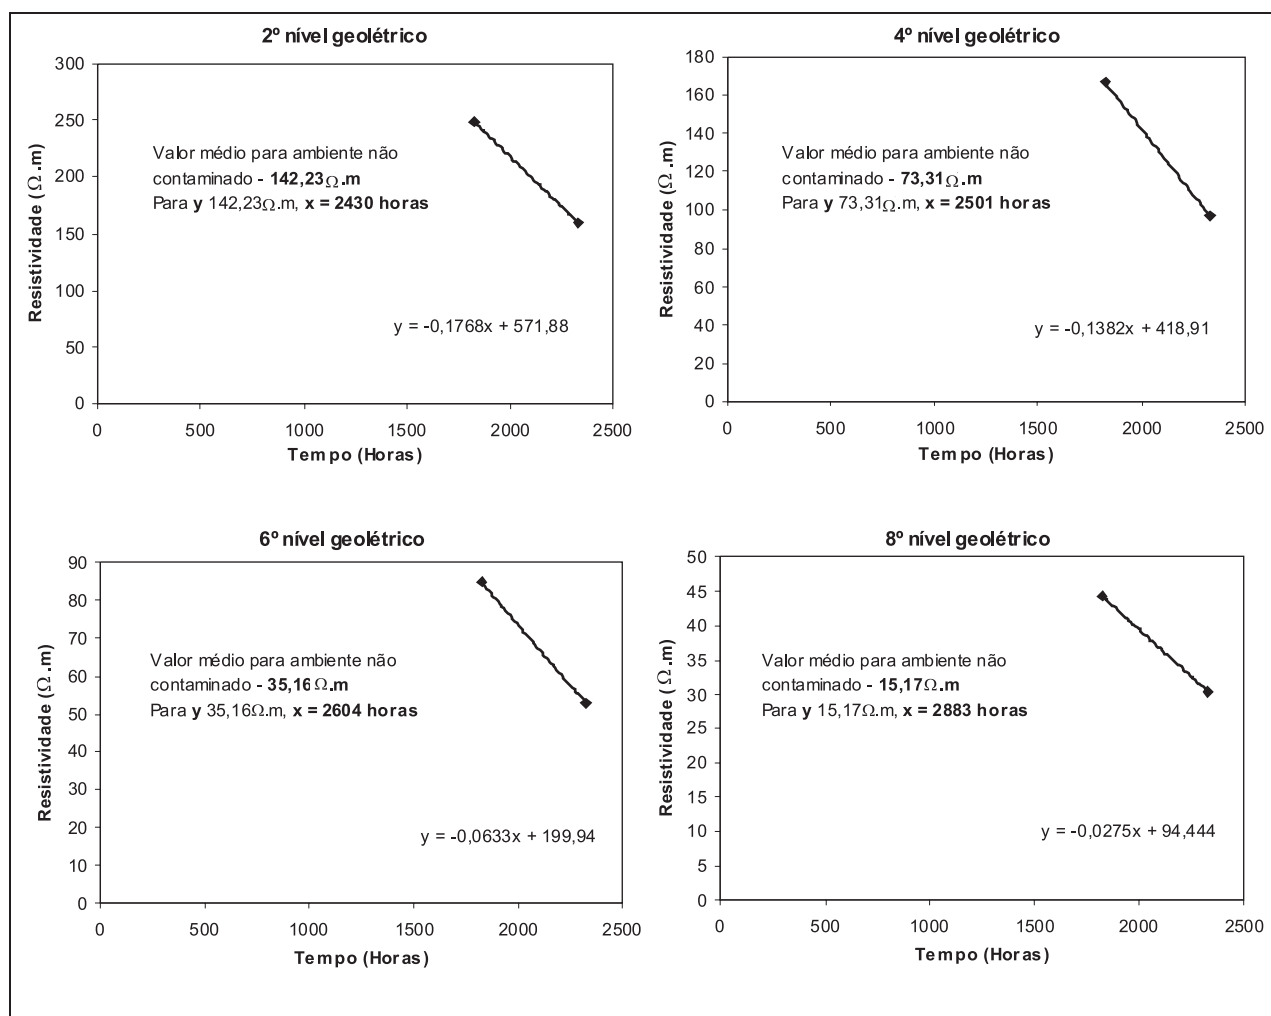 2º nível geolétrico
300
250
200
150
100
50
0
Resistividade (Ω.m)
Valor médio para ambiente não
contaminado - 142,23Ω.m
Para y 142,23Ω.m, x = 2430 horas
y = -0,1768x + 571,88
0 500 1000 1500 2000 2500
Tempo (Horas)
4º nível geolétrico
180
160
140
120
100
80
60
40
20
0
Resistividade (Ω.m)
Valor médio para ambiente não
contaminado - 73,31Ω.m
Para y 73,31Ω.m, x = 2501 horas
y = -0,1382x + 418,91
0 500 1000 1500 2000 2500
Tempo (Horas)
6º nível geolétrico
90
80
70
60
50
40
30
20
10
0
Resistividade (Ω.m)
Valor médio para ambiente não
contaminado - 35,16Ω.m
Para y 35,16Ω.m, x = 2604 horas
y = -0,0633x + 199,94
0 500 1000 1500 2000 2500
Tempo (Horas)
8º nível geolétrico
50
45
40
35
30
25
20
15
10
5
0
Resistividade (Ω.m)
Valor médio para ambiente não
contaminado - 15,17Ω.m
Para y 15,17Ω.m, x = 2883 horas
y = -0,0275x + 94,444
0 500 1000 1500 2000 2500
Tempo (Horas)